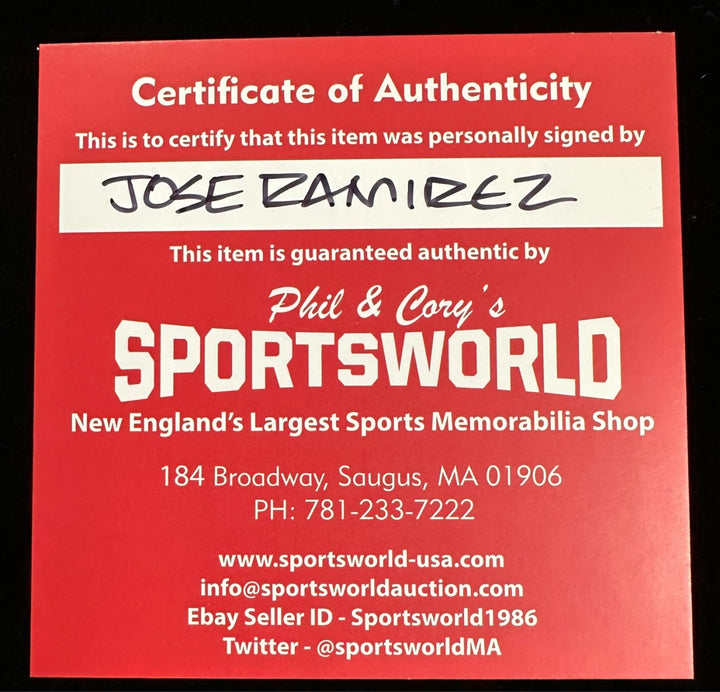 Certificate of Authenticity
This is to certify that this item was personally signed by
JOSE RAMIREZ
This item is guaranteed authentic by
Phil & Cory's
SPORTSWORLD
New England's Largest Sports Memorabilia Shop
184 Broadway, Saugus, MA 01906
PH: 781-233-7222
www.sportsworld-usa.com
info@sportsworldauction.com
Ebay Seller ID - Sportsworld1986
Twitter - @sportsworldMA